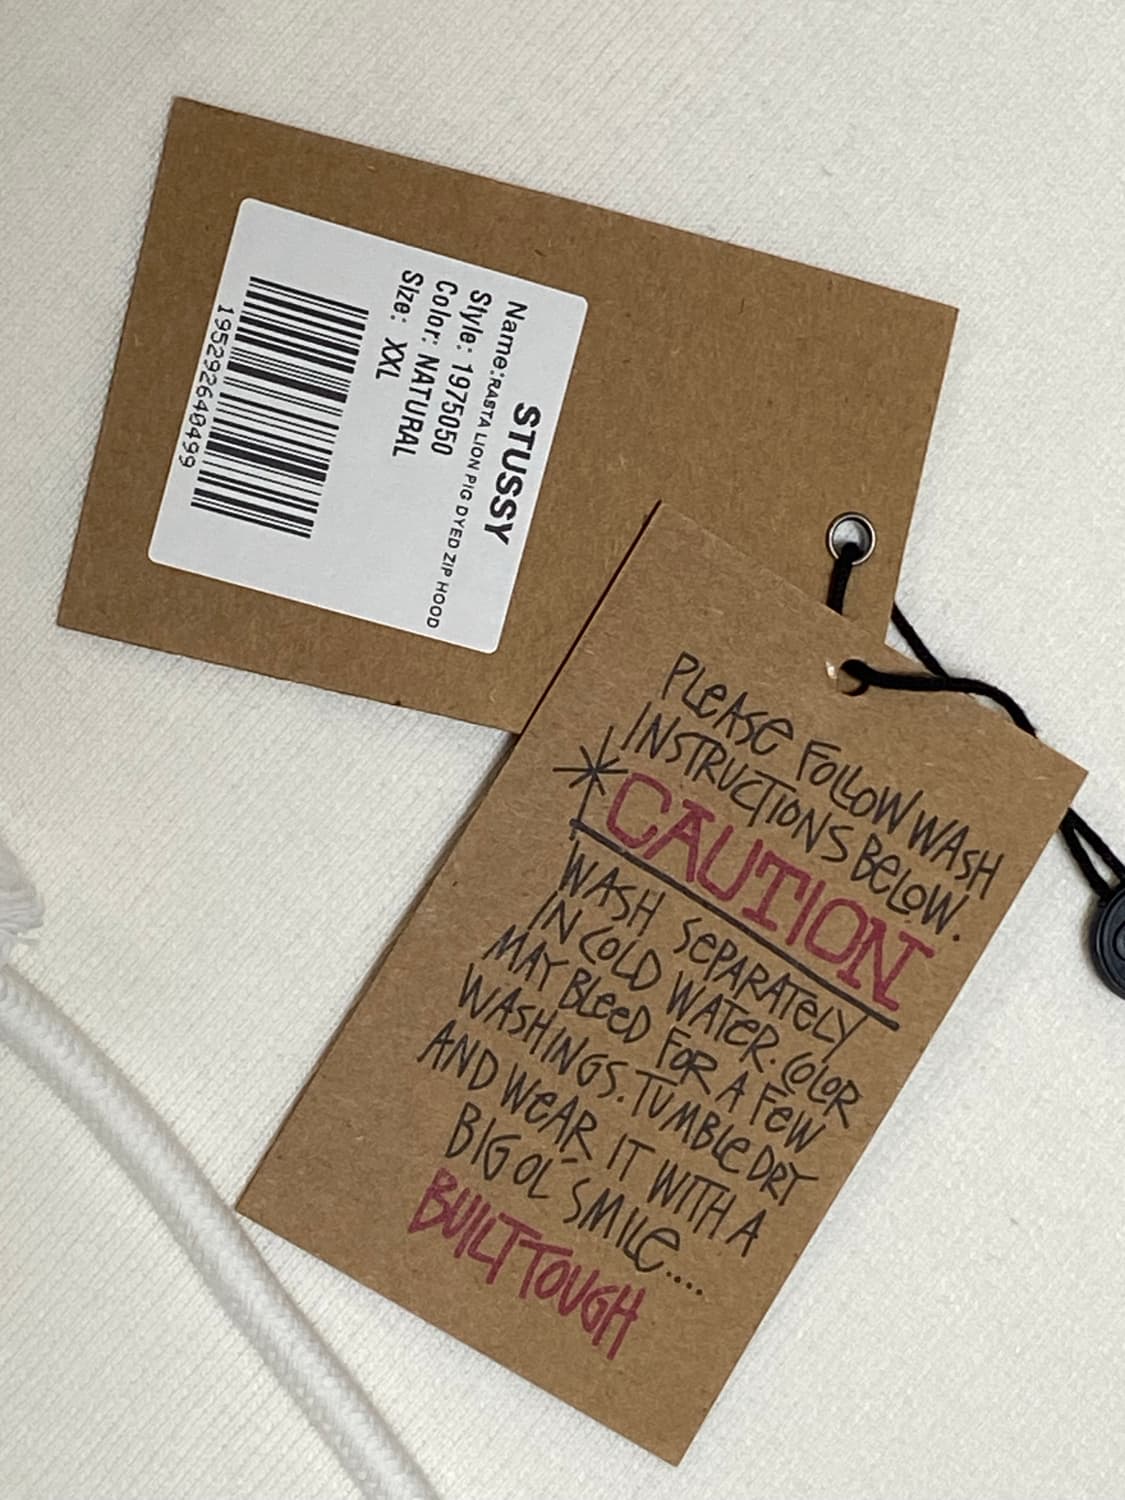 STUSSY
Name:RASTA LION PIG DYED ZIP HOOD
Style: 1975050
Color: NATURAL
Size: XXL
195292640499
PLEASE FOLLOW WASH
INSTRUCTIONS BELOW.
*CAUTION
WASH SEPARATELY
IN COLD WATER. COLOR
MAY BLEED FOR A FEW
WASHINGS. TUMBLE DRY
AND WEAR IT WITH A
BIG OL' SMILE....
BUILT TOUGH